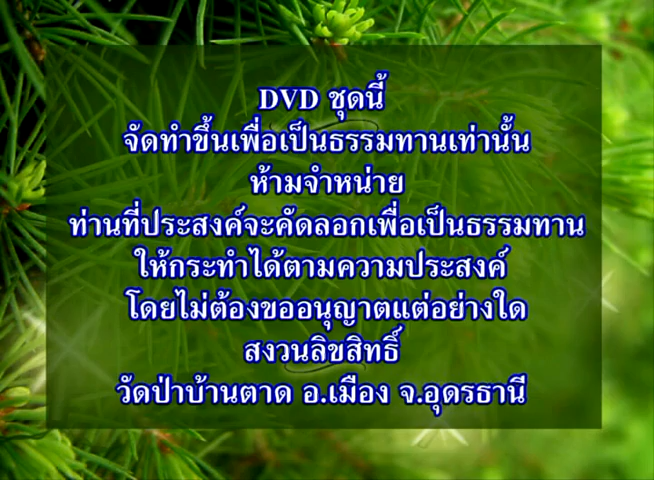 DVD ชุดนี้
จัดทำขึ้นเพื่อเป็นธรรมทานเท่านั้น
ห้ามจำหน่าย
ท่านที่ประสงค์จะคัดลอกเพื่อเป็นธรรมทาน
ให้กระทำได้ตามความประสงค์
โดยไม่ต้องขออนุญาตแต่อย่างใด
สงวนลิขสิทธิ์
วัดป่าบ้านตาด อ.เมือง จ.อุดรธานี